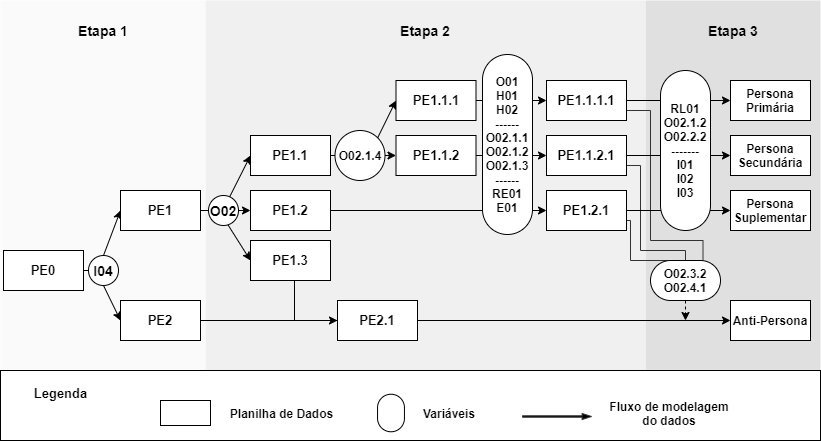 Etapa 1
Etapa 2
Etapa 3
PE0
I04
PE1
PE2
O02
PE1.1
PE1.2
PE1.3
PE2.1
O02.1.4
PE1.1.1
PE1.1.2
O01
H01
H02
------
O02.1.1
O02.1.2
O02.1.3
------
RE01
E01
PE1.1.1.1
PE1.1.2.1
PE1.2.1
RL01
O02.1.2
O02.2.2
-------
I01
I02
I03
O02.3.2
O02.4.1
Persona
Primária
Persona
Secundária
Persona
Suplementar
Anti-Persona
Legenda
Planilha de Dados
Variáveis
Fluxo de modelagem
do dados